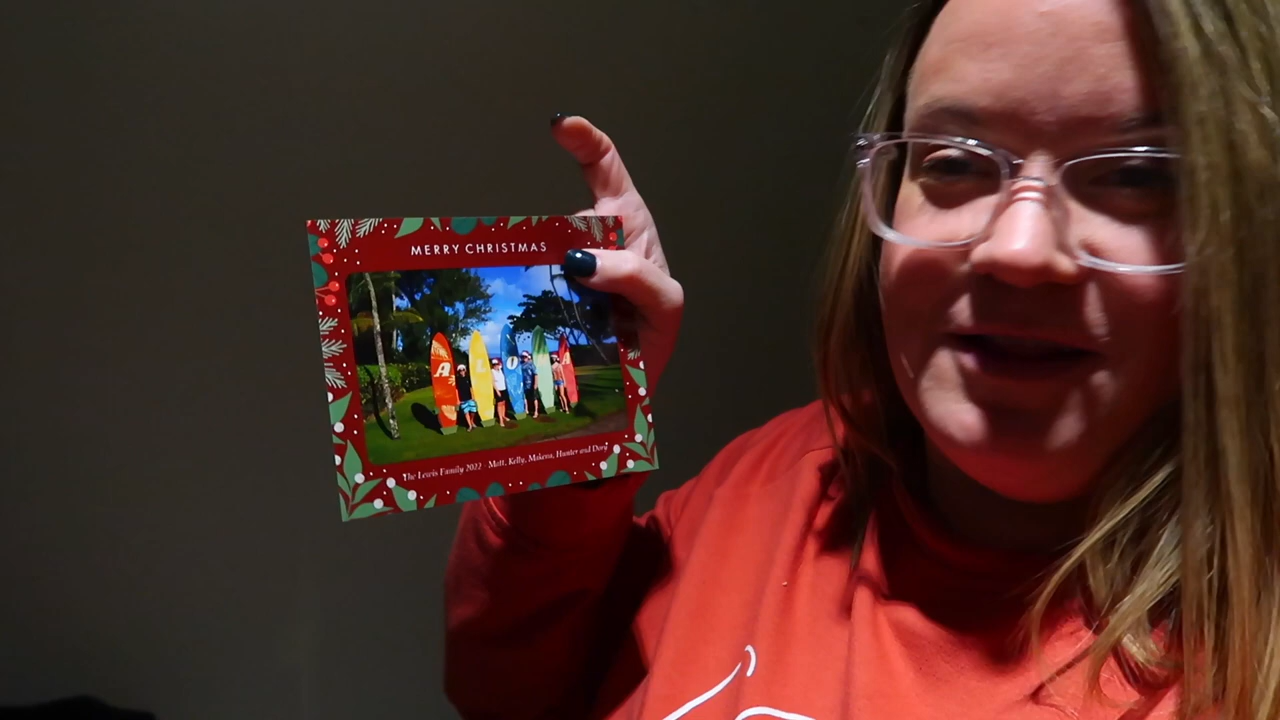 MERRY CHRISTMAS
A L O A
The Lewis Family 2022 - Matt, Kelly, Makena, Hunter and Dory